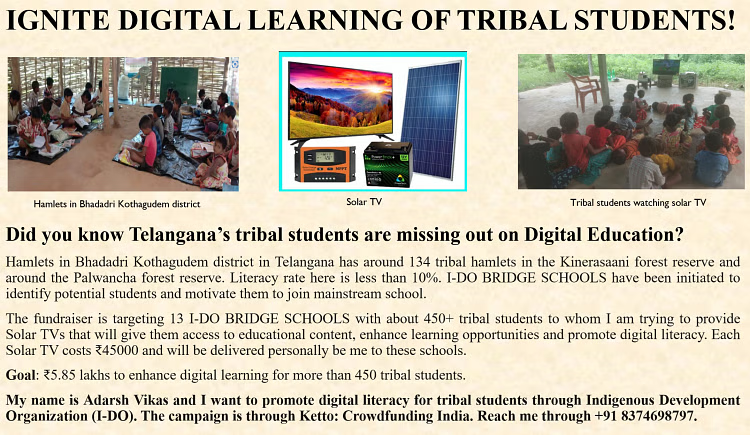 IGNITE DIGITAL LEARNING OF TRIBAL STUDENTS!
Hamlets in Bhadadri Kothagudem district
Solar TV
Tribal students watching solar TV
Did you know Telangana’s tribal students are missing out on Digital Education?
Hamlets in Bhadadri Kothagudem district in Telangana has around 134 tribal hamlets in the Kinerasaani forest reserve and
around the Palwancha forest reserve. Literacy rate here is less than 10%. I-DO BRIDGE SCHOOLS have been initiated to
identify potential students and motivate them to join mainstream school.
The fundraiser is targeting 13 I-DO BRIDGE SCHOOLS with about 450+ tribal students to whom I am trying to provide
Solar TVs that will give them access to educational content, enhance learning opportunities and promote digital literacy. Each
Solar TV costs ₹45000 and will be delivered personally be me to these schools.
Goal: ₹5.85 lakhs to enhance digital learning for more than 450 tribal students.
My name is Adarsh Vikas and I want to promote digital literacy for tribal students through Indigenous Development
Organization (I-DO). The campaign is through Ketto: Crowdfunding India. Reach me through +91 8374698797.